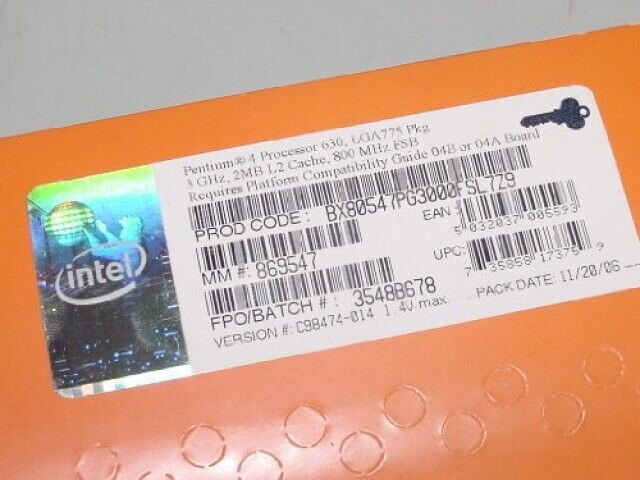 Pentium® 4 Processor 630, LGA775 Pkg
3 GHz, 2MB L2 Cache, 800 MHz FSB
Requires Platform Compatibility Guide 04B or 04A Board
PROD CODE: BX80547PG3000FSL7Z9
EAN
5 032037 005593
MM #: 869547
UPC:
7 35858 17375 9
FPO/BATCH #: 3548B678
PACK DATE: 11/20/06
VERSION #: C98474-014 1.4V max
intel